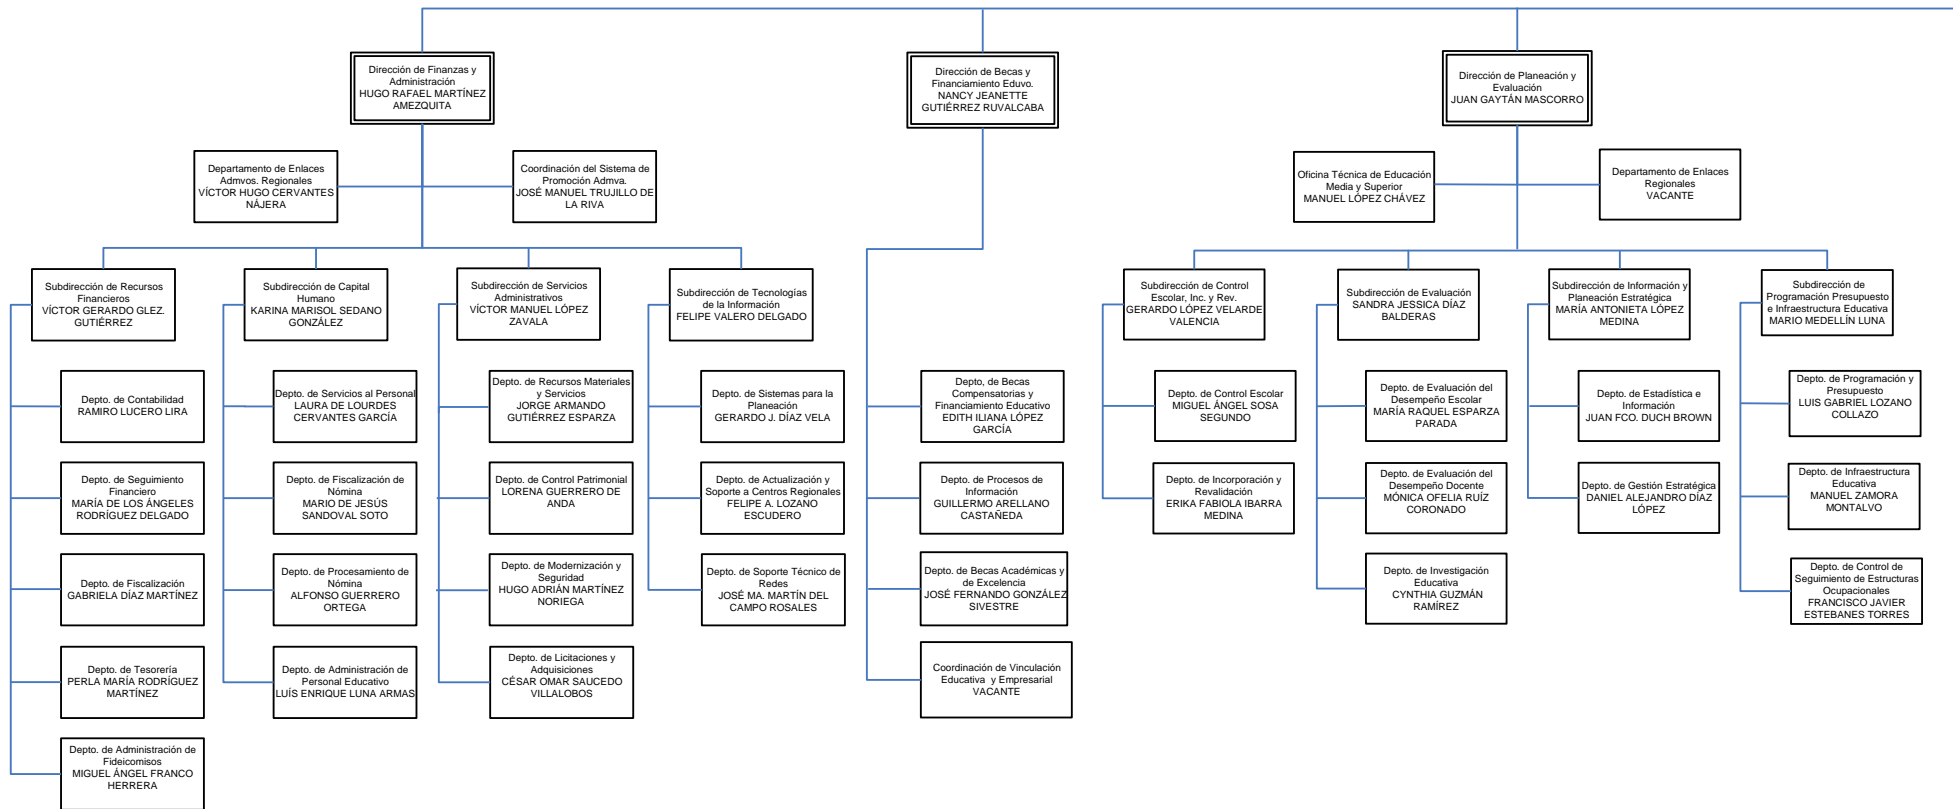 Dirección de Finanzas y
Administración
HUGO RAFAEL MARTÍNEZ
AMEZQUITA
Dirección de Becas y
Financiamiento Eduvo.
NANCY JEANETTE
GUTIÉRREZ RUVALCABA
Dirección de Planeación y
Evaluación
JUAN GAYTÁN MASCORRO
Departamento de Enlaces
Admvos. Regionales
VÍCTOR HUGO CERVANTES
NÁJERA
Coordinación del Sistema de
Promoción Admva.
JOSÉ MANUEL TRUJILLO DE
LA RIVA
Oficina Técnica de Educación
Media y Superior
MANUEL LÓPEZ CHÁVEZ
Departamento de Enlaces
Regionales
VACANTE
Subdirección de Recursos
Financieros
VÍCTOR GERARDO GLEZ.
GUTIÉRREZ
Subdirección de Capital
Humano
KARINA MARISOL SEDANO
GONZÁLEZ
Subdirección de Servicios
Administrativos
VÍCTOR MANUEL LÓPEZ
ZAVALA
Subdirección de Tecnologías
de la Información
FELIPE VALERO DELGADO
Subdirección de Control
Escolar, Inc. y Rev.
GERARDO LÓPEZ VELARDE
VALENCIA
Subdirección de Evaluación
SANDRA JESSICA DÍAZ
BALDERAS
Subdirección de Información y
Planeación Estratégica
MARÍA ANTONIETA LÓPEZ
MEDINA
Subdirección de
Programación Presupuesto
e Infraestructura Educativa
MARIO MEDELLÍN LUNA
Depto. de Contabilidad
RAMIRO LUCERO LIRA
Depto. de Servicios al Personal
LAURA DE LOURDES
CERVANTES GARCÍA
Depto. de Recursos Materiales
y Servicios
JORGE ARMANDO
GUTIÉRREZ ESPARZA
Depto. de Sistemas para la
Planeación
GERARDO J. DÍAZ VELA
Depto, de Becas
Compensatorias y
Financiamiento Educativo
EDITH ILIANA LÓPEZ
GARCÍA
Depto. de Control Escolar
MIGUEL ÁNGEL SOSA
SEGUNDO
Depto. de Evaluación del
Desempeño Escolar
MARÍA RAQUEL ESPARZA
PARADA
Depto. de Estadística e
Información
JUAN FCO. DUCH BROWN
Depto. de Programación y
Presupuesto
LUIS GABRIEL LOZANO
COLLAZO
Depto. de Seguimiento
Financiero
MARÍA DE LOS ÁNGELES
RODRÍGUEZ DELGADO
Depto. de Fiscalización de
Nómina
MARIO DE JESÚS
SANDOVAL SOTO
Depto. de Control Patrimonial
LORENA GUERRERO DE
ANDA
Depto. de Actualización y
Soporte a Centros Regionales
FELIPE A. LOZANO
ESCUDERO
Depto. de Procesos de
Información
GUILLERMO ARELLANO
CASTAÑEDA
Depto. de Incorporación y
Revalidación
ERIKA FABIOLA IBARRA
MEDINA
Depto. de Evaluación del
Desempeño Docente
MÓNICA OFELIA RUÍZ
CORONADO
Depto. de Gestión Estratégica
DANIEL ALEJANDRO DÍAZ
LÓPEZ
Depto. de Infraestructura
Educativa
MANUEL ZAMORA
MONTALVO
Depto. de Fiscalización
GABRIELA DÍAZ MARTÍNEZ
Depto. de Procesamiento de
Nómina
ALFONSO GUERRERO
ORTEGA
Depto. de Modernización y
Seguridad
HUGO ADRIÁN MARTÍNEZ
NORIEGA
Depto. de Soporte Técnico de
Redes
JOSÉ MA. MARTÍN DEL
CAMPO ROSALES
Depto. de Becas Académicas y
de Excelencia
JOSÉ FERNANDO GONZÁLEZ
SIVESTRE
Depto. de Investigación
Educativa
CYNTHIA GUZMÁN
RAMÍREZ
Depto. de Control de
Seguimiento de Estructuras
Ocupacionales
FRANCISCO JAVIER
ESTEBANES TORRES
Depto. de Tesorería
PERLA MARÍA RODRÍGUEZ
MARTÍNEZ
Depto. de Administración de
Personal Educativo
LUÍS ENRIQUE LUNA ARMAS
Depto. de Licitaciones y
Adquisiciones
CÉSAR OMAR SAUCEDO
VILLALOBOS
Coordinación de Vinculación
Educativa y Empresarial
VACANTE
Depto. de Administración de
Fideicomisos
MIGUEL ÁNGEL FRANCO
HERRERA